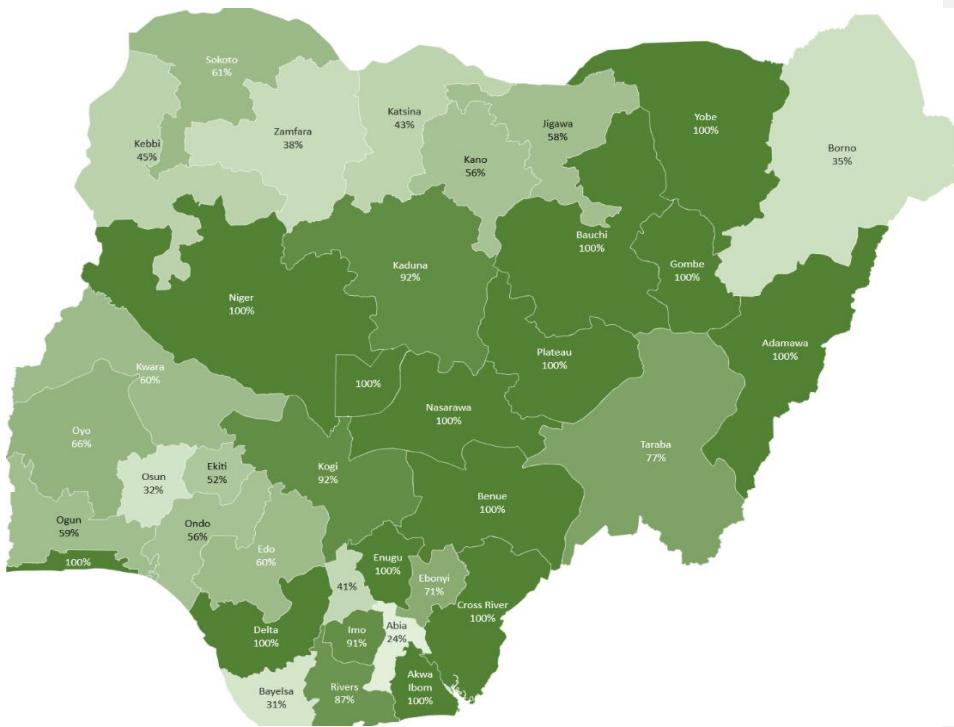 Sokoto
61%
Kebbi
45%
Zamfara
38%
Katsina
43%
Kano
56%
Jigawa
58%
Yobe
100%
Borno
35%
Bauchi
100%
Gombe
100%
Kaduna
92%
Niger
100%
Adamawa
100%
Plateau
100%
Kwara
60%
100%
Nasarawa
100%
Taraba
77%
Oyo
66%
Osun
32%
Ekiti
52%
Kogi
92%
Benue
100%
Ogun
59%
Ondo
56%
Edo
60%
100%
Enugu
100%
Ebonyi
71%
41%
Cross River
100%
Delta
100%
Imo
91%
Abia
24%
Bayelsa
31%
Rivers
87%
Akwa
Ibom
100%